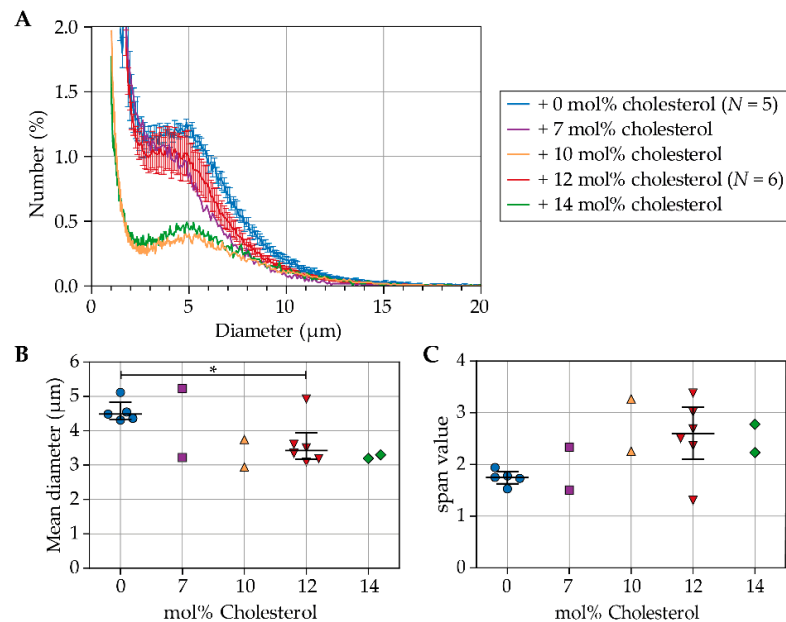 A
2.0
1.5
1.0
0.5
0.0
Number (%)
0 5 10 15 20
Diameter (µm)
+ 0 mol% cholesterol (N = 5)
+ 7 mol% cholesterol
+ 10 mol% cholesterol
+ 12 mol% cholesterol (N = 6)
+ 14 mol% cholesterol
B
6
5
4
3
2
1
0
Mean diameter (µm)
*
0 7 10 12 14
mol% Cholesterol
C
4
3
2
1
0
span value
0 7 10 12 14
mol% Cholesterol